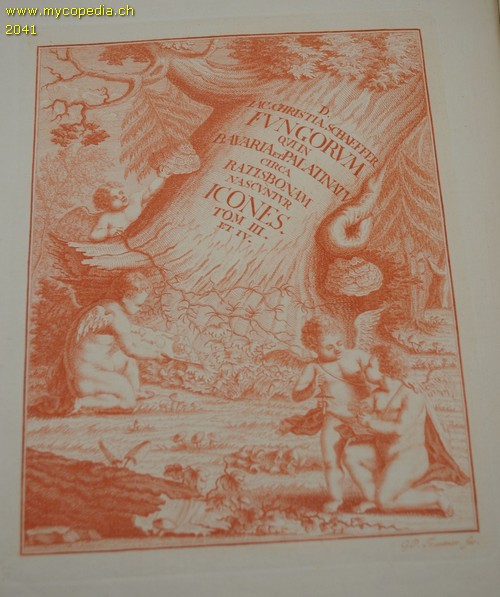 www.mycopedia.ch
2041
D.
IAC. CHRISTIA. SCHAEFFER
FVNGORVM
QVI IN
BAVARIA et PALATINATV
CIRCA
RATISBONAM
NASCVNTVR
ICONES.
TOM III.
ET IV.